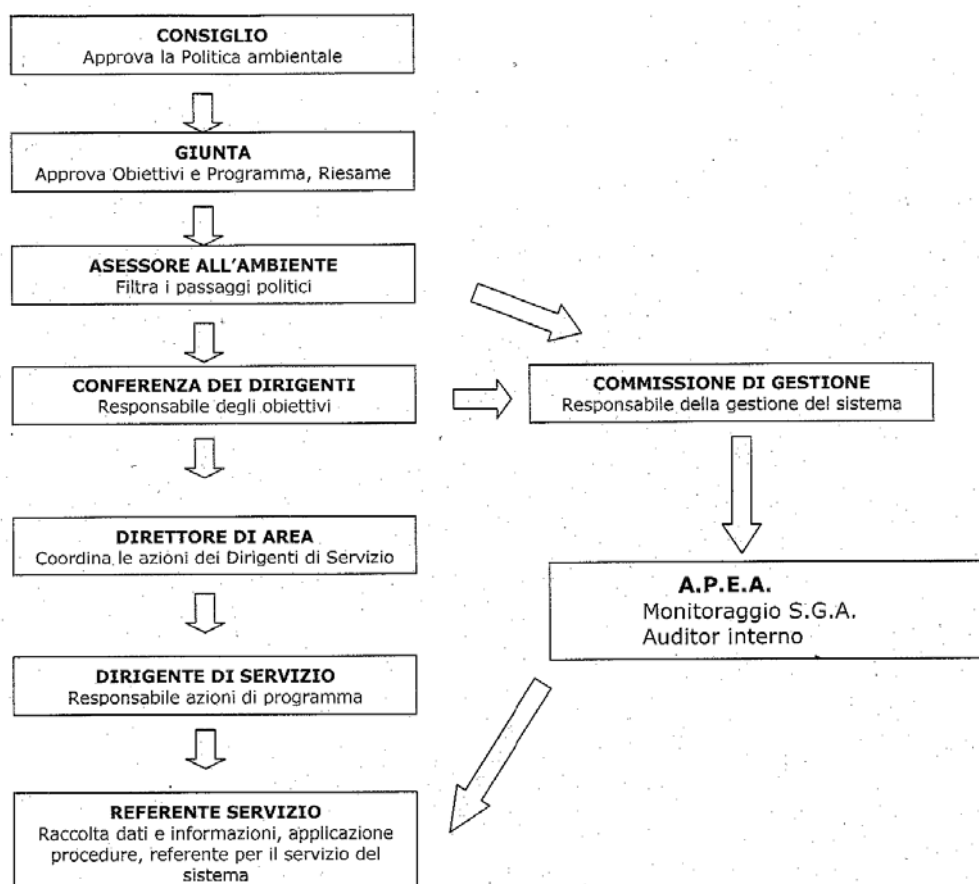 CONSIGLIO
Approva la Politica ambientale
GIUNTA
Approva Obiettivi e Programma, Riesame
ASESSORE ALL'AMBIENTE
Filtra i passaggi politici
CONFERENZA DEI DIRIGENTI
Responsabile degli obiettivi
COMMISSIONE DI GESTIONE
Responsabile della gestione del sistema
DIRETTORE DI AREA
Coordina le azioni dei Dirigenti di Servizio
A.P.E.A.
Monitoraggio S.G.A.
Auditor interno
DIRIGENTE DI SERVIZIO
Responsabile azioni di programma
REFERENTE SERVIZIO
Raccolta dati e informazioni, applicazione
procedure, referente per il servizio del
sistema